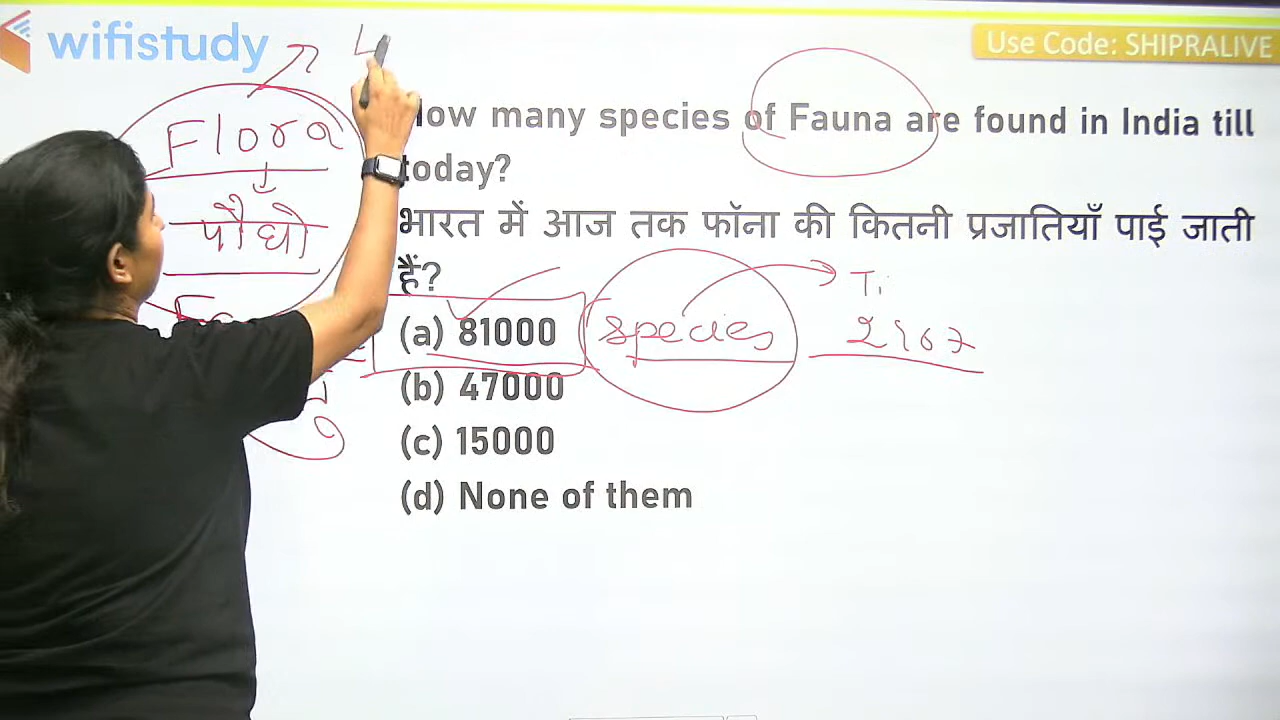 wifistudy
Use Code: SHIPRALIVE
How many species of Fauna are found in India till
today?
भारत में आज तक फॉना की कितनी प्रजातियाँ पाई जाती
हैं?
(a) 81000
(b) 47000
(c) 15000
(d) None of them
Flora
पौधो
species
Ti